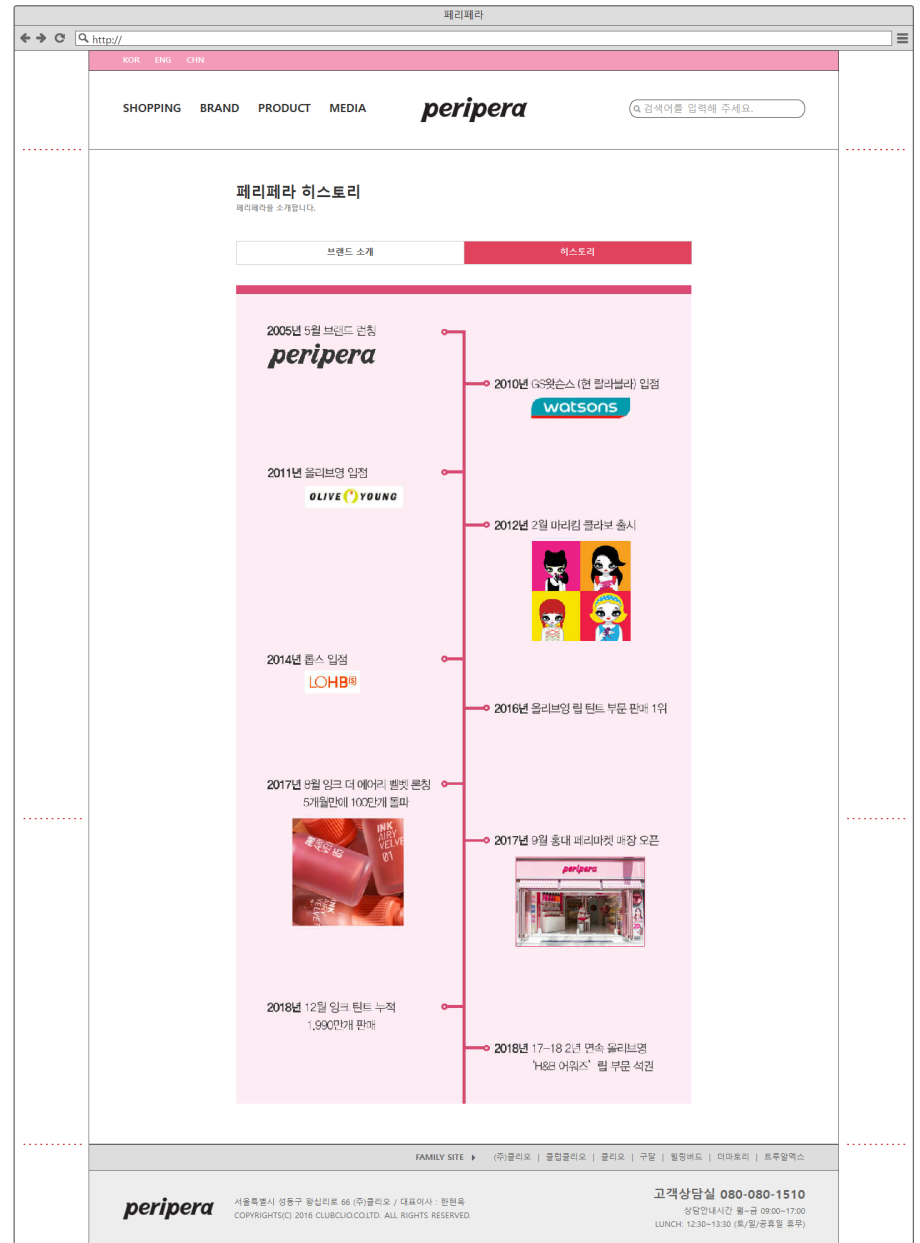 페리페라
http://
KOR ENG CHN
SHOPPING BRAND PRODUCT MEDIA
peripera
검색어를 입력해 주세요.
페리페라 히스토리
페리페라를 소개합니다.
브랜드 소개
히스토리
2005년 5월 브랜드 런칭
peripera
2010년 GS왓슨스 (현 랄라블라) 입점
watsons
2011년 올리브영 입점
OLIVE YOUNG
2012년 2월 마리킴 콜라보 출시
2014년 롭스 입점
LOHBS
2016년 올리브영 립 틴트 부문 판매 1위
2017년 8월 잉크 더 에어리 벨벳 론칭
5개월만에 100만개 돌파
INK
AIRY
VELVET
01
2017년 9월 홍대 페리마켓 매장 오픈
peripera
2018년 12월 잉크 틴트 누적
1,990만개 판매
2018년 17-18 2년 연속 올리브영
‘H&B 어워즈’ 립 부문 석권
FAMILY SITE ▶ (주)클리오 | 클럽클리오 | 클리오 | 구달 | 힐링버드 | 더마토리 | 트루알엑스
peripera
서울특별시 성동구 왕십리로 66 (주)클리오 / 대표이사 : 한현옥
COPYRIGHTS(C) 2016 CLUBCLIO.CO.LTD. ALL RIGHTS RESERVED.
고객상담실 080-080-1510
상담안내시간 월~금 09:00~17:00
LUNCH: 12:30~13:30 (토/일/공휴일 휴무)